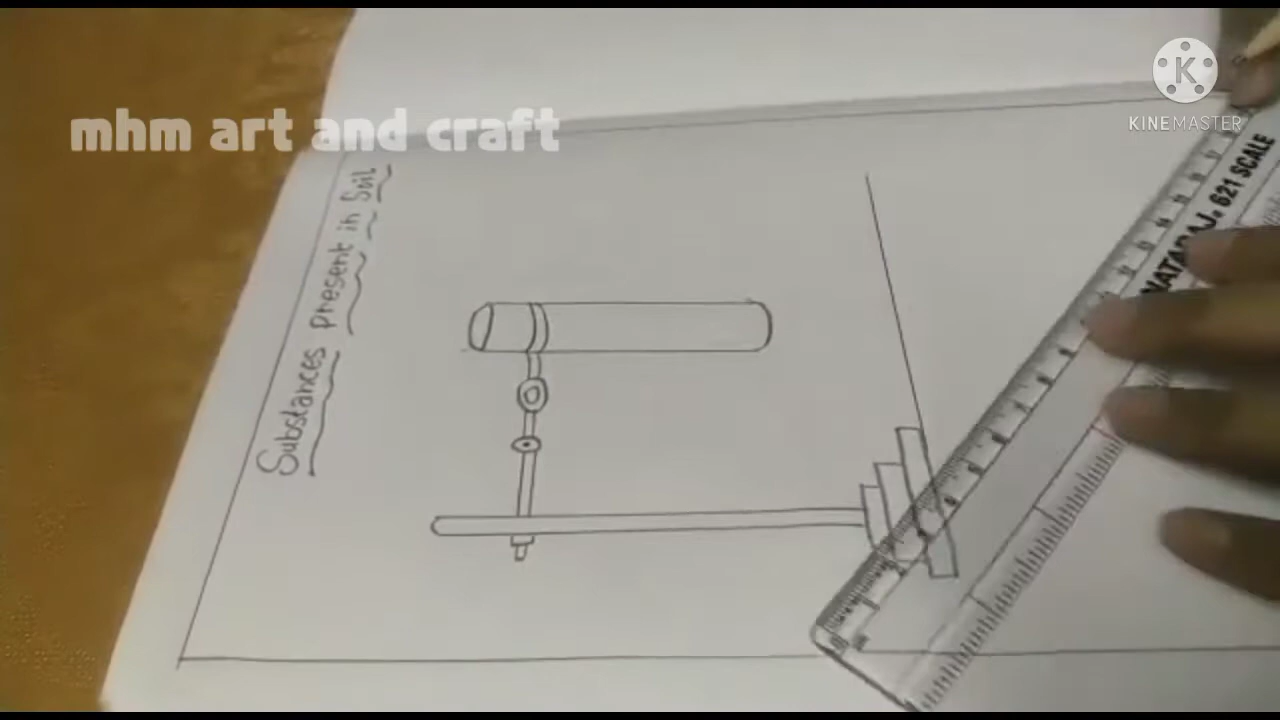 mhm art and craft
K
KINEMASTER
Substances present in Soil
NATARAJ. 621 SCALE